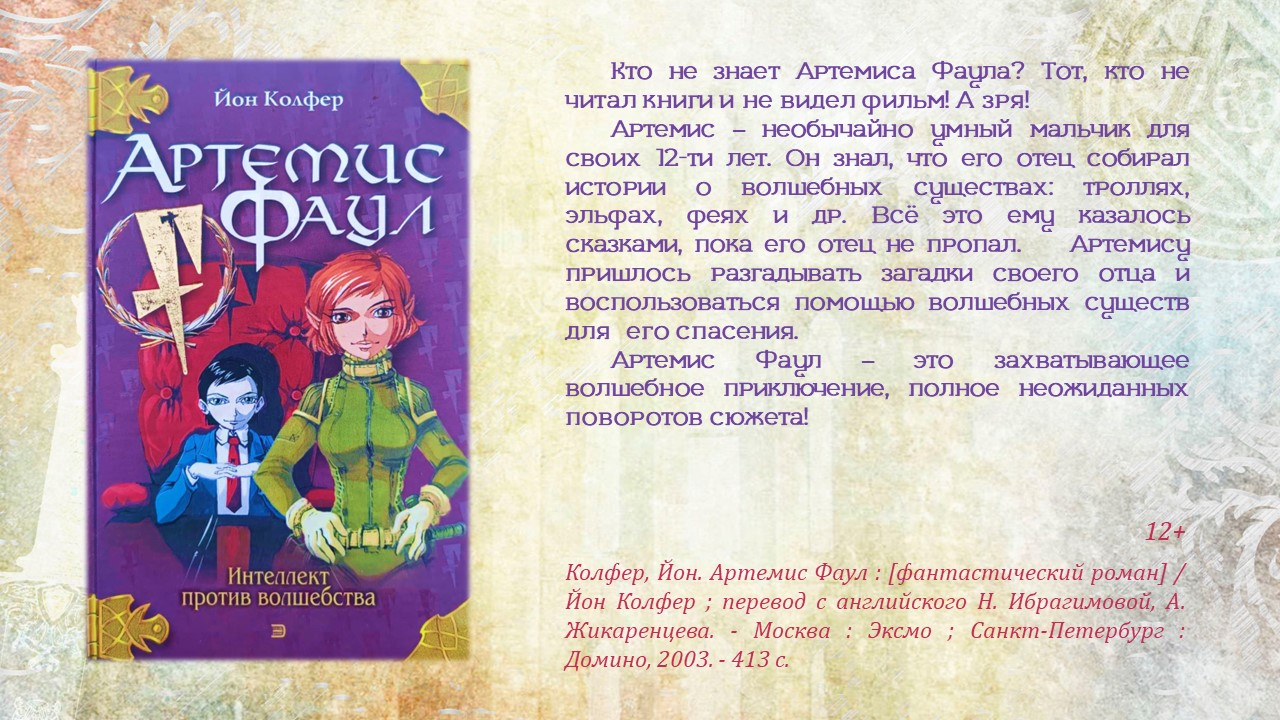 Йон Колфер
Артемис
Фаул
Интеллект
против волшебства
Э
Кто не знает Артемиса Фаула? Тот, кто не
читал книги и не видел фильм! А зря!
Артемис – необычайно умный мальчик для
своих 12-ти лет. Он знал, что его отец собирал
истории о волшебных существах: троллях,
эльфах, феях и др. Всё это ему казалось
сказками, пока его отец не пропал. Артемису
пришлось разгадывать загадки своего отца и
воспользоваться помощью волшебных существ
для его спасения.
Артемис Фаул – это захватывающее
волшебное приключение, полное неожиданных
поворотов сюжета!
12+
Колфер, Йон. Артемис Фаул : [фантастический роман] /
Йон Колфер ; перевод с английского Н. Ибрагимовой, А.
Жикаренцева. - Москва : Эксмо ; Санкт-Петербург :
Домино, 2003. - 413 с.